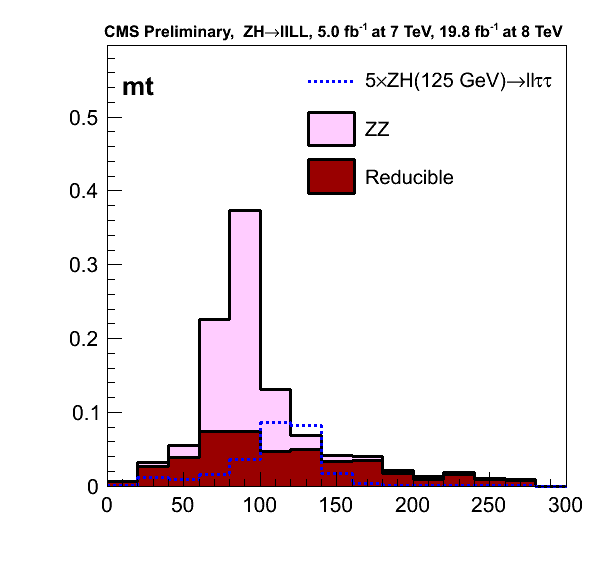 CMS Preliminary, ZH→llLL, 5.0 fb⁻¹ at 7 TeV, 19.8 fb⁻¹ at 8 TeV
mt
5×ZH(125 GeV)→llττ
ZZ
Reducible
0.5
0.4
0.3
0.2
0.1
0
0 50 100 150 200 250 300